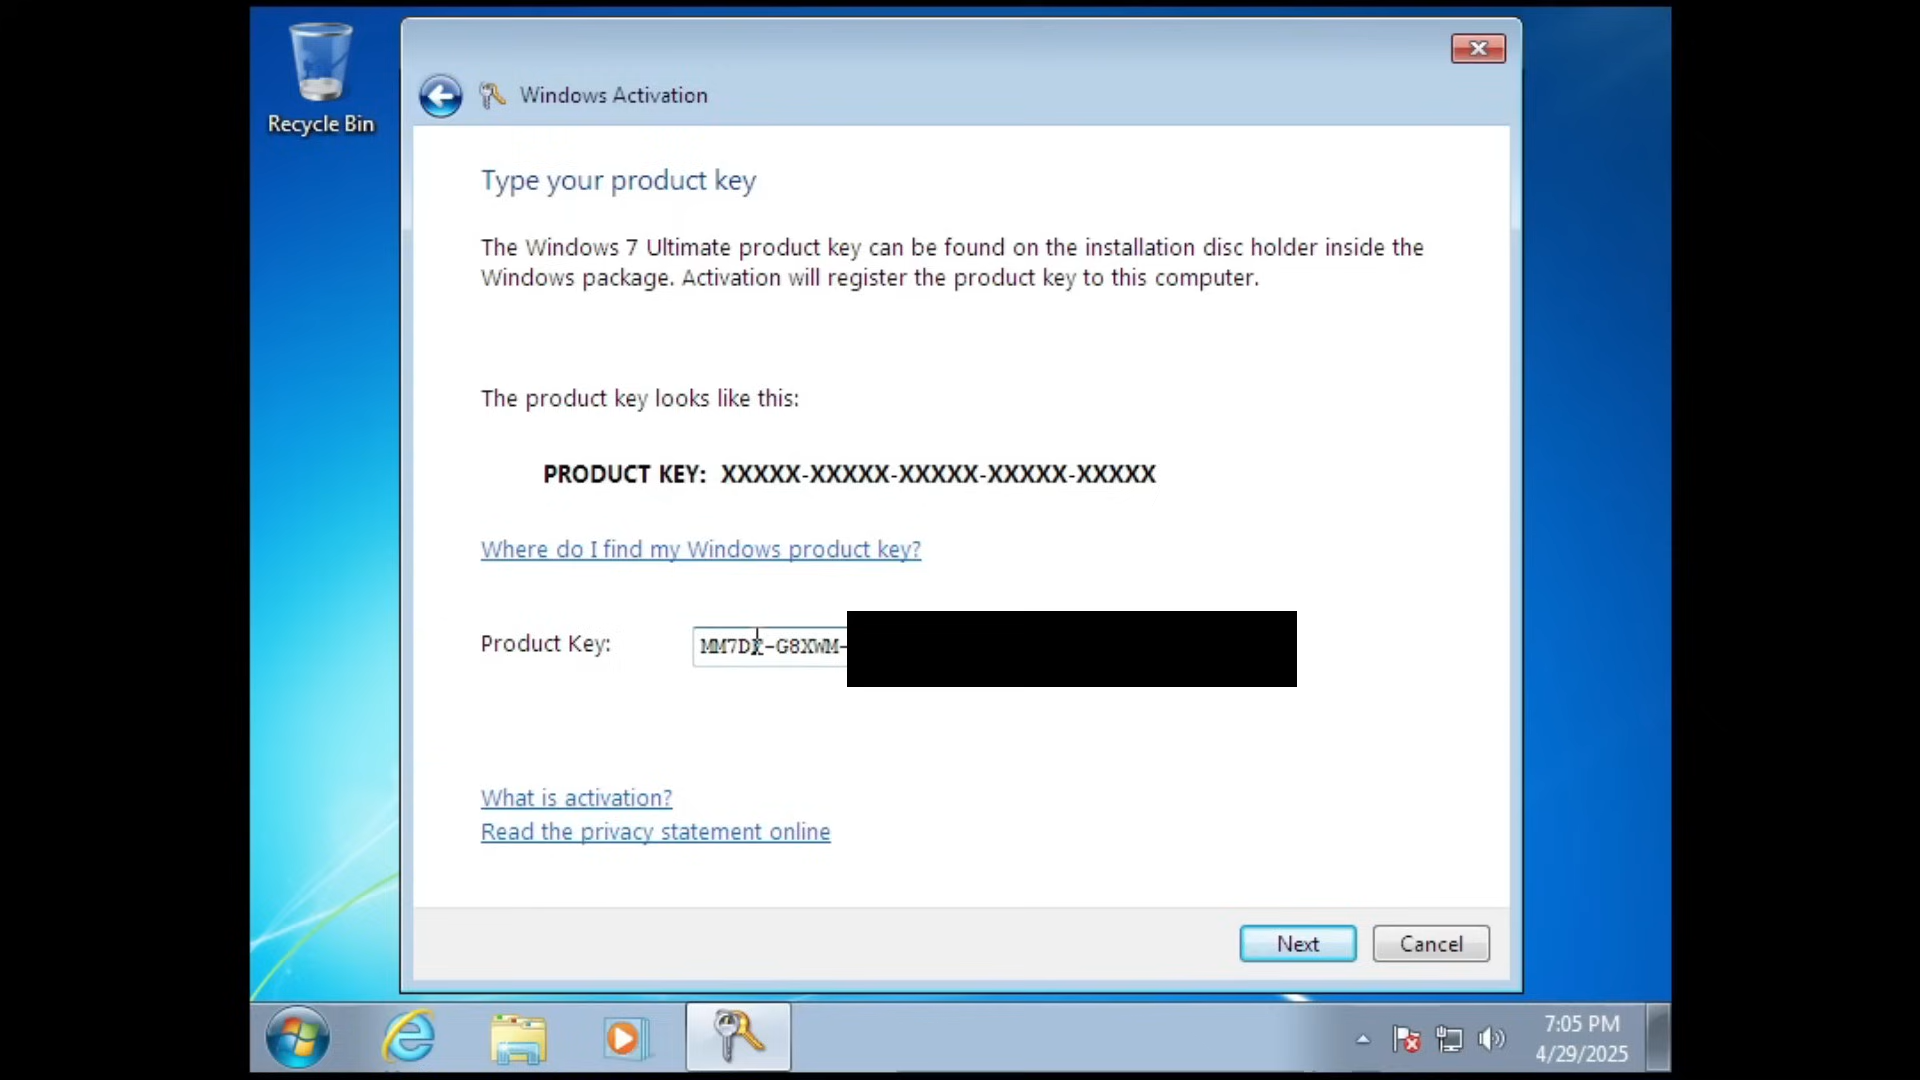 Recycle Bin
Windows Activation
Type your product key
The Windows 7 Ultimate product key can be found on the installation disc holder inside the
Windows package. Activation will register the product key to this computer.
The product key looks like this:
PRODUCT KEY: XXXXX-XXXXX-XXXXX-XXXXX-XXXXX
Where do I find my Windows product key?
Product Key:
-G8XWM-
What is activation?
Read the privacy statement online
Next Cancel
7:05 PM
4/29/2025